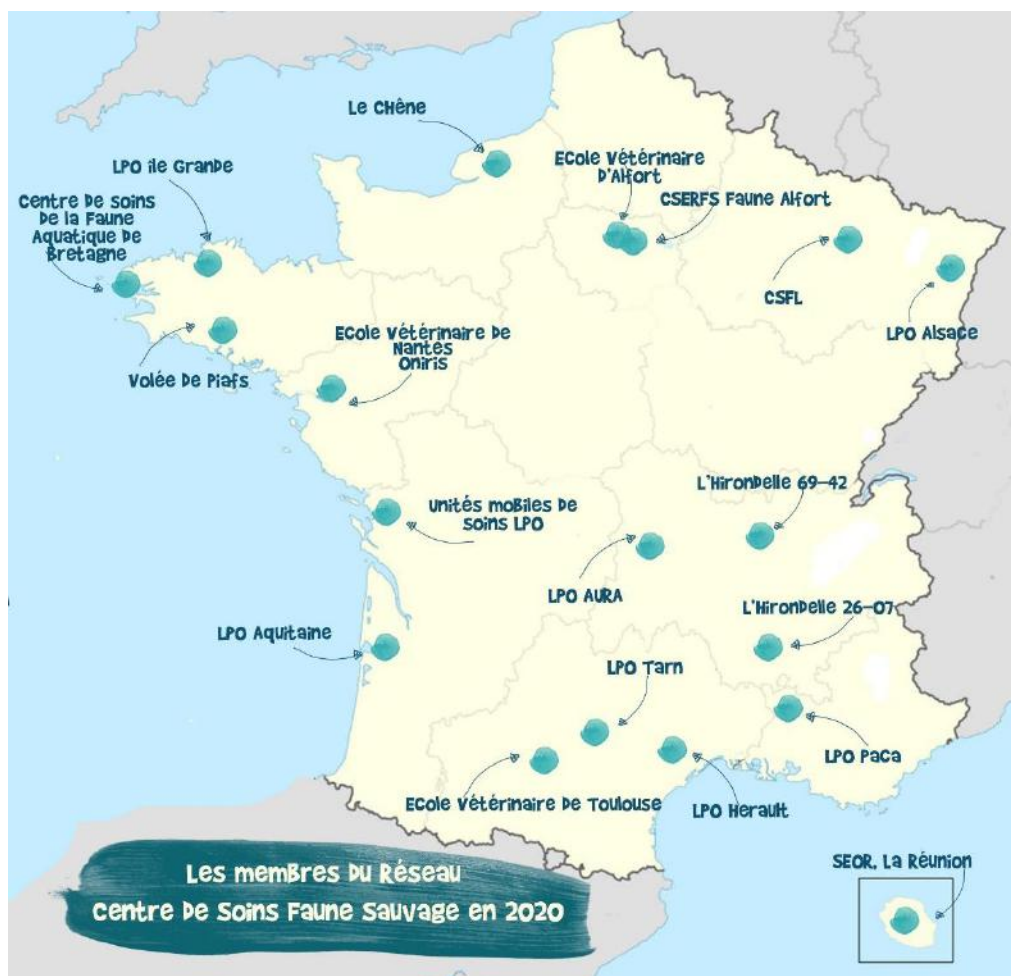 Le Chêne
LPO île Grande
Ecole Vétérinaire
D'Alfort
CSERFS Faune Alfort
Centre de soins
De la Faune
Aquatique de
Bretagne
CSFL
LPO Alsace
Ecole Vétérinaire de
Nantes
Oniris
Volée de Piafs
L'Hirondelle 69-42
Unités mobiles de
soins LPO
LPO AURA
L'Hirondelle 26-07
LPO Aquitaine
LPO Tarn
LPO Paca
Ecole Vétérinaire de Toulouse
LPO Herault
SEOR, La Réunion
Les membres du Réseau
Centre de Soins Faune Sauvage en 2020